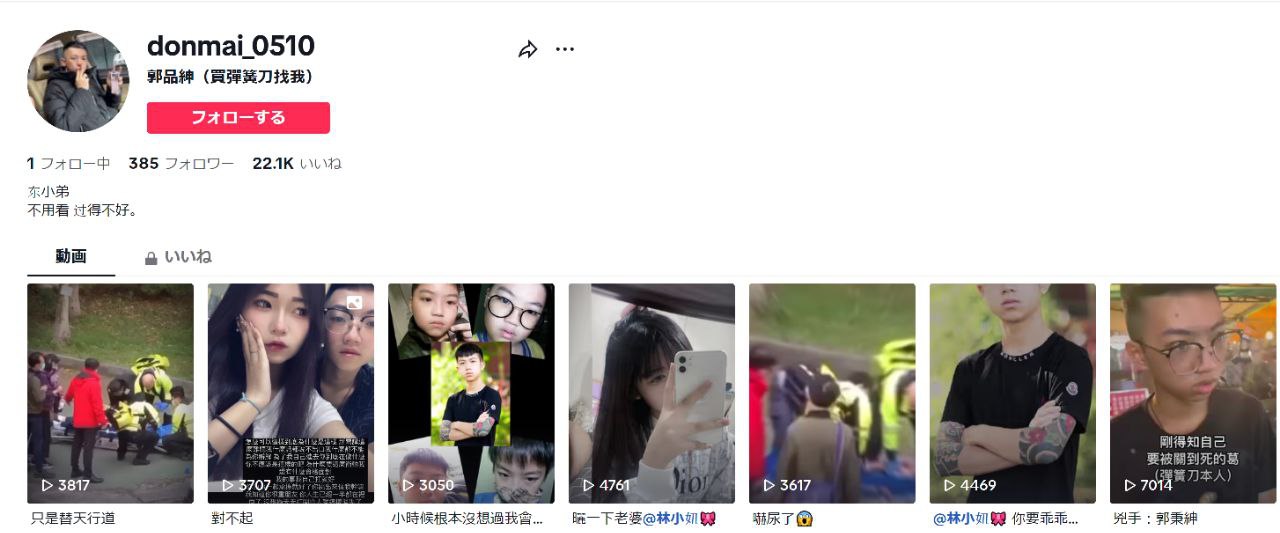 donmai_0510
郭品紳（買彈簧刀找我）
フォローする
1 フォロー中 385 フォロワー 22.1K いいね
东小弟
不用看 过得不好。
動画 いいね
3817
3707
3050
4761
3617
4469
剛得知自己
要被關到死的葛
（彈簧刀本人）
7014
只是替天行道
對不起
小時候根本沒想過我會...
曬一下老婆@林小妞🎀
嚇尿了😱
@林小妞🎀 你要乖乖...
兇手：郭秉紳